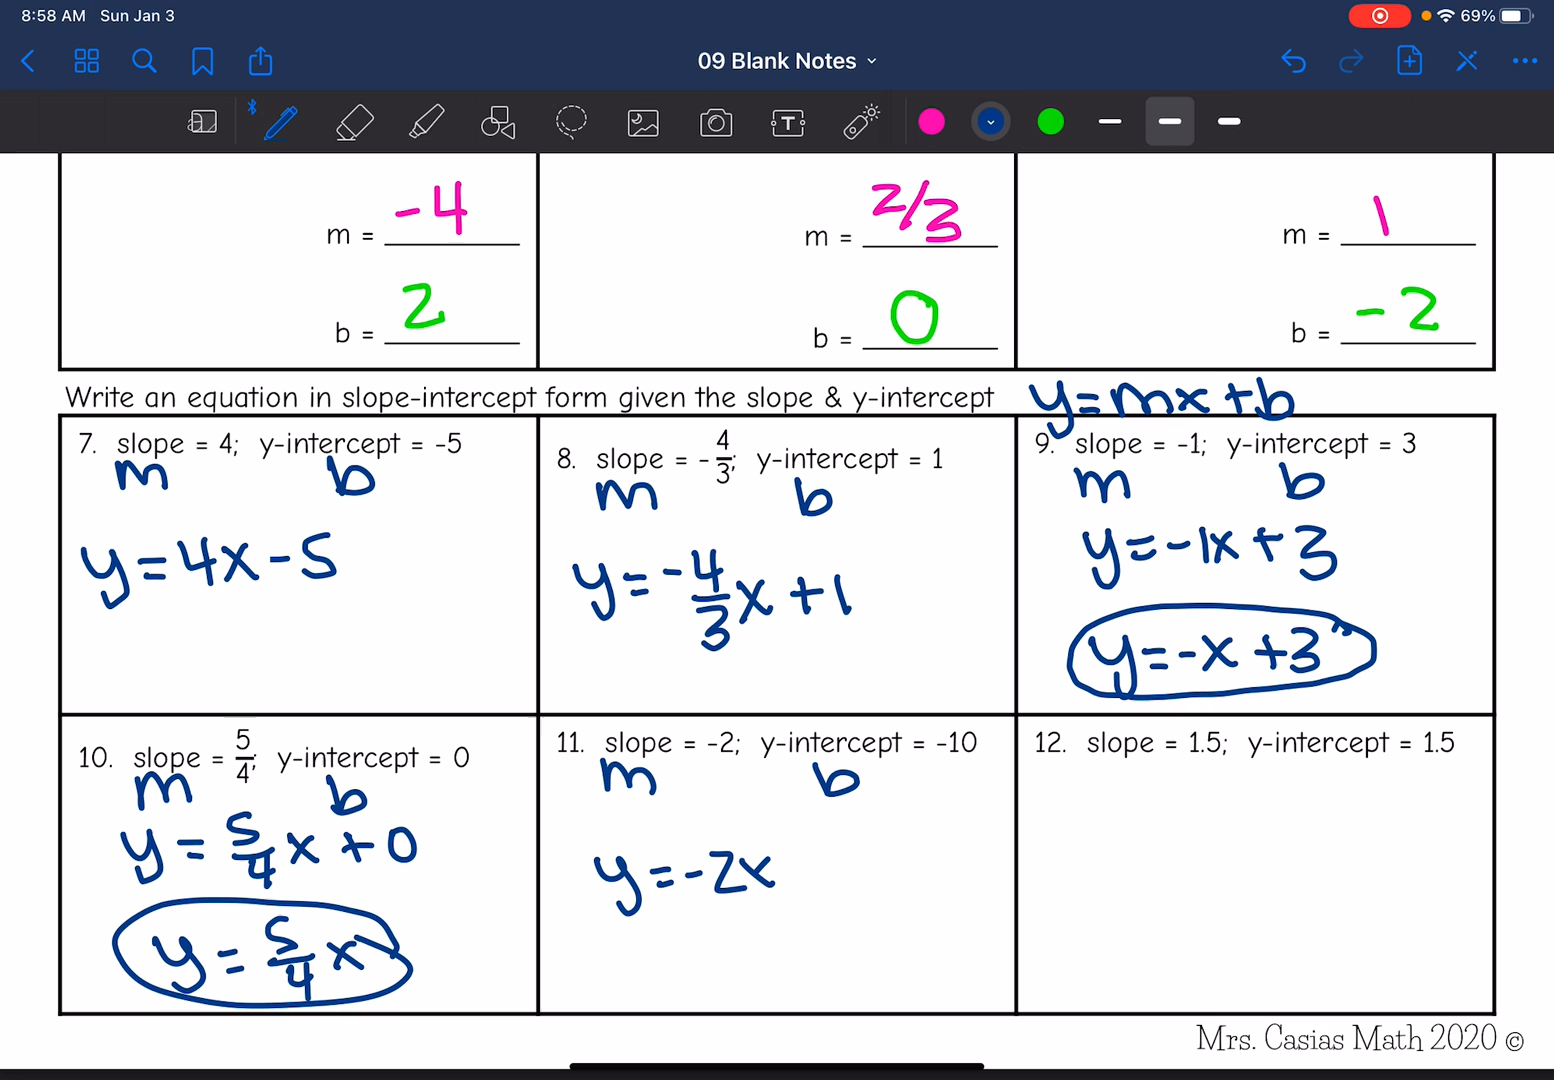 8:58 AM Sun Jan 3
69%
09 Blank Notes
T
m = -4
b = 2
m = 2/3
b = 0
m = 1
b = -2
Write an equation in slope-intercept form given the slope & y-intercept y=mx+b
7. slope = 4; y-intercept = -5
m b
y=4x-5
8. slope = -4/3; y-intercept = 1
m b
y=-4/3x+1
9. slope = -1; y-intercept = 3
m b
y=-1x+3
y=-x+3
10. slope = 5/4; y-intercept = 0
m b
y=5/4x+0
y=5/4x
11. slope = -2; y-intercept = -10
m b
y=-2x
12. slope = 1.5; y-intercept = 1.5
Mrs. Casias Math 2020 ©